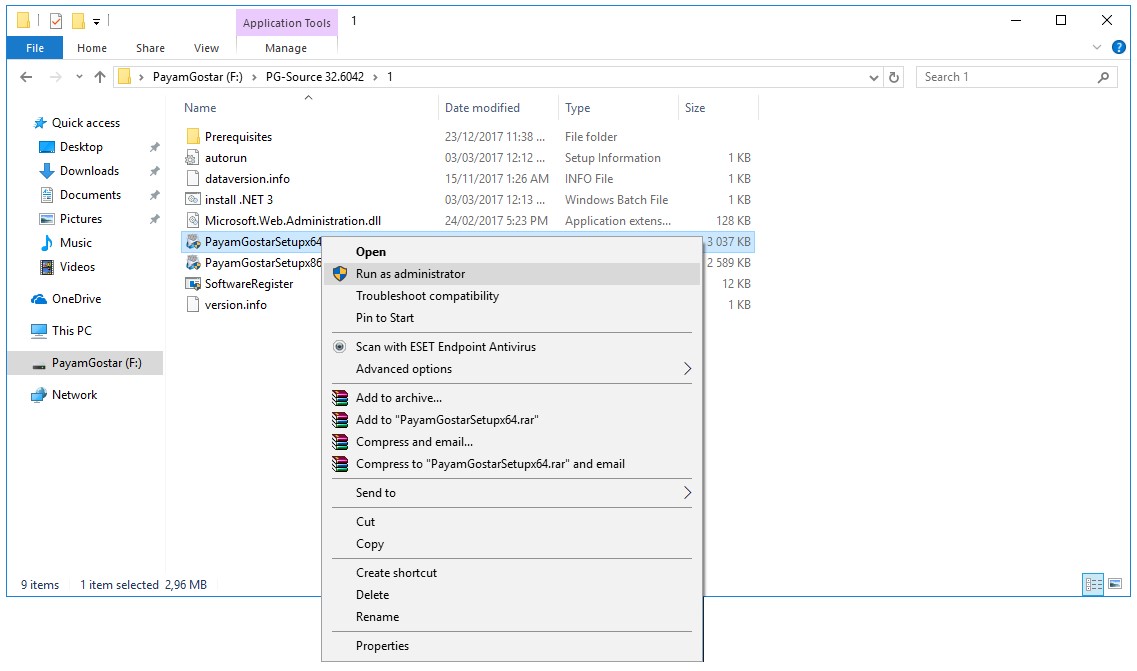 Application Tools 1
File Home Share View Manage
PayamGostar (F:) PG-Source 32.6042 1 Search 1
Name Date modified Type Size
Quick access
Desktop
Downloads
Documents
Pictures
Music
Videos
OneDrive
This PC
PayamGostar (F:)
Network
Prerequisites 23/12/2017 11:38 ... File folder
autorun 03/03/2017 12:12 ... Setup Information 1 KB
dataversion.info 15/11/2017 1:26 AM INFO File 1 KB
install .NET 3 03/03/2017 12:13 ... Windows Batch File 1 KB
Microsoft.Web.Administration.dll 24/02/2017 5:23 PM Application extens... 128 KB
PayamGostarSetupx64 3 037 KB
PayamGostarSetupx86 2 589 KB
SoftwareRegister 12 KB
version.info 1 KB
Open
Run as administrator
Troubleshoot compatibility
Pin to Start
Scan with ESET Endpoint Antivirus
Advanced options
Add to archive...
Add to "PayamGostarSetupx64.rar"
Compress and email...
Compress to "PayamGostarSetupx64.rar" and email
Send to
Cut
Copy
Create shortcut
Delete
Rename
Properties
9 items 1 item selected 2,96 MB